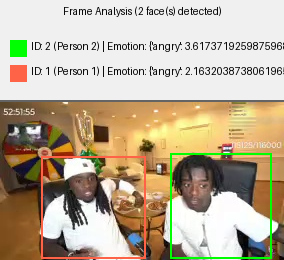 Frame Analysis (2 face(s) detected)
ID: 2 (Person 2) | Emotion: {'angry': 3.617371925987596
ID: 1 (Person 1) | Emotion: {'angry': 2.163203873806196
52:51:55
/116000